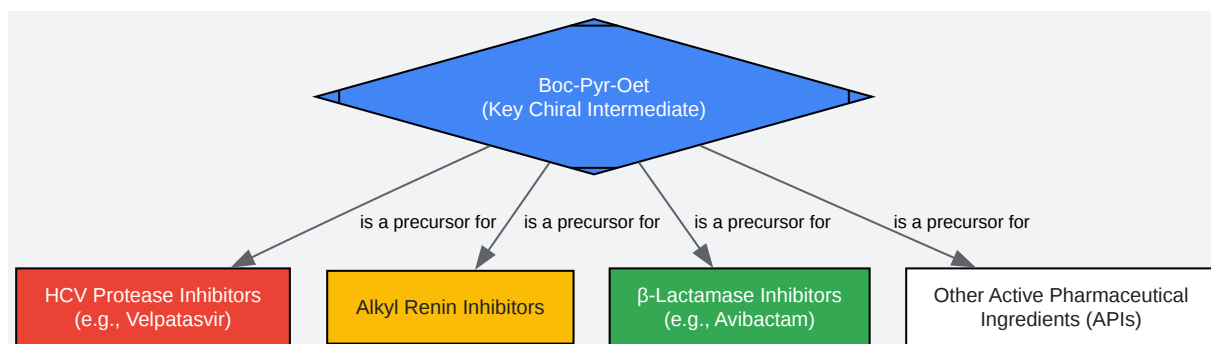 Boc-Pyr-Oet
(Key Chiral Intermediate)
is a precursor for
is a precursor for
is a precursor for
is a precursor for
HCV Protease Inhibitors
(e.g., Velpatasvir)
Alkyl Renin Inhibitors
β-Lactamase Inhibitors
(e.g., Avibactam)
Other Active Pharmaceutical
Ingredients (APIs)